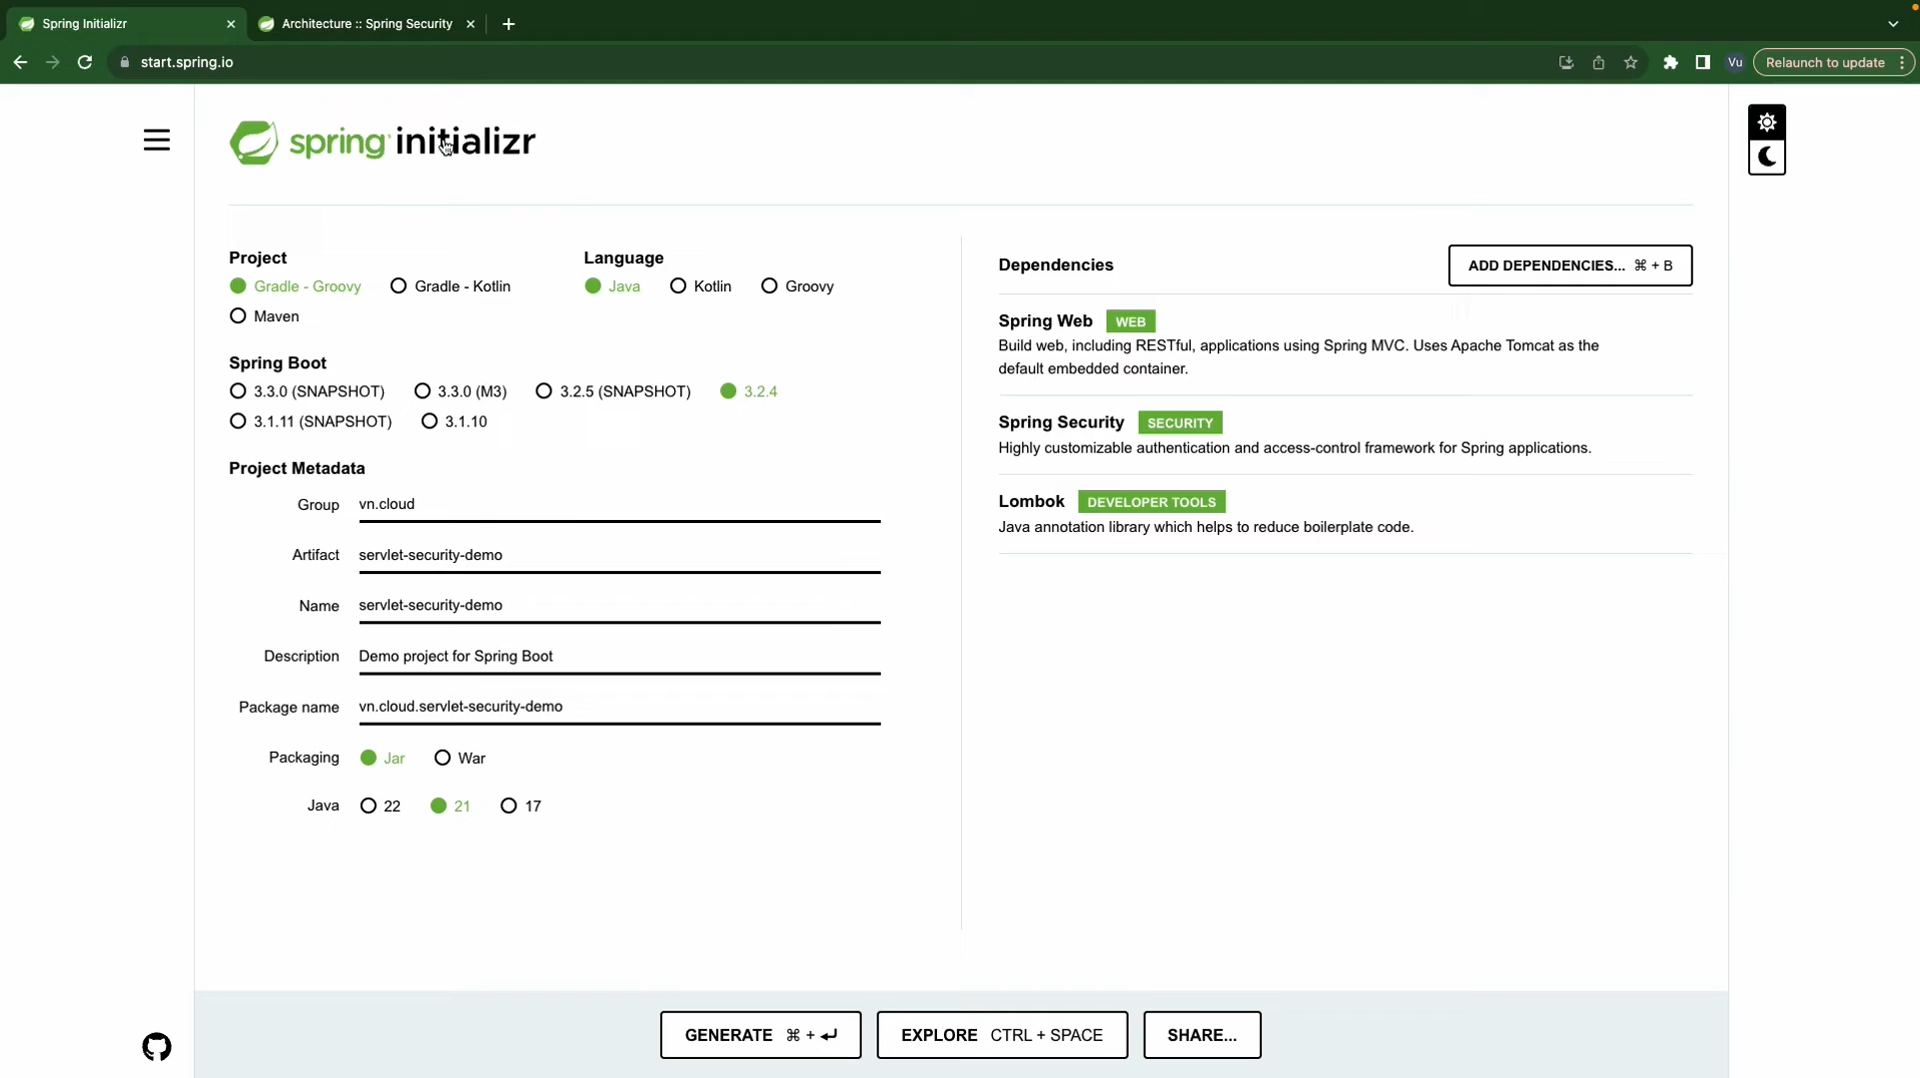 Spring Initializr
Architecture :: Spring Security
start.spring.io
Vu
Relaunch to update
spring initializr
Project
Gradle - Groovy
Gradle - Kotlin
Maven
Language
Java
Kotlin
Groovy
Spring Boot
3.3.0 (SNAPSHOT)
3.3.0 (M3)
3.2.5 (SNAPSHOT)
3.2.4
3.1.11 (SNAPSHOT)
3.1.10
Project Metadata
Group
vn.cloud
Artifact
servlet-security-demo
Name
servlet-security-demo
Description
Demo project for Spring Boot
Package name
vn.cloud.servlet-security-demo
Packaging
Jar
War
Java
22
21
17
Dependencies
ADD DEPENDENCIES... ⌘ + B
Spring Web WEB
Build web, including RESTful, applications using Spring MVC. Uses Apache Tomcat as the
default embedded container.
Spring Security SECURITY
Highly customizable authentication and access-control framework for Spring applications.
Lombok DEVELOPER TOOLS
Java annotation library which helps to reduce boilerplate code.
GENERATE ⌘ + ↵
EXPLORE CTRL + SPACE
SHARE...